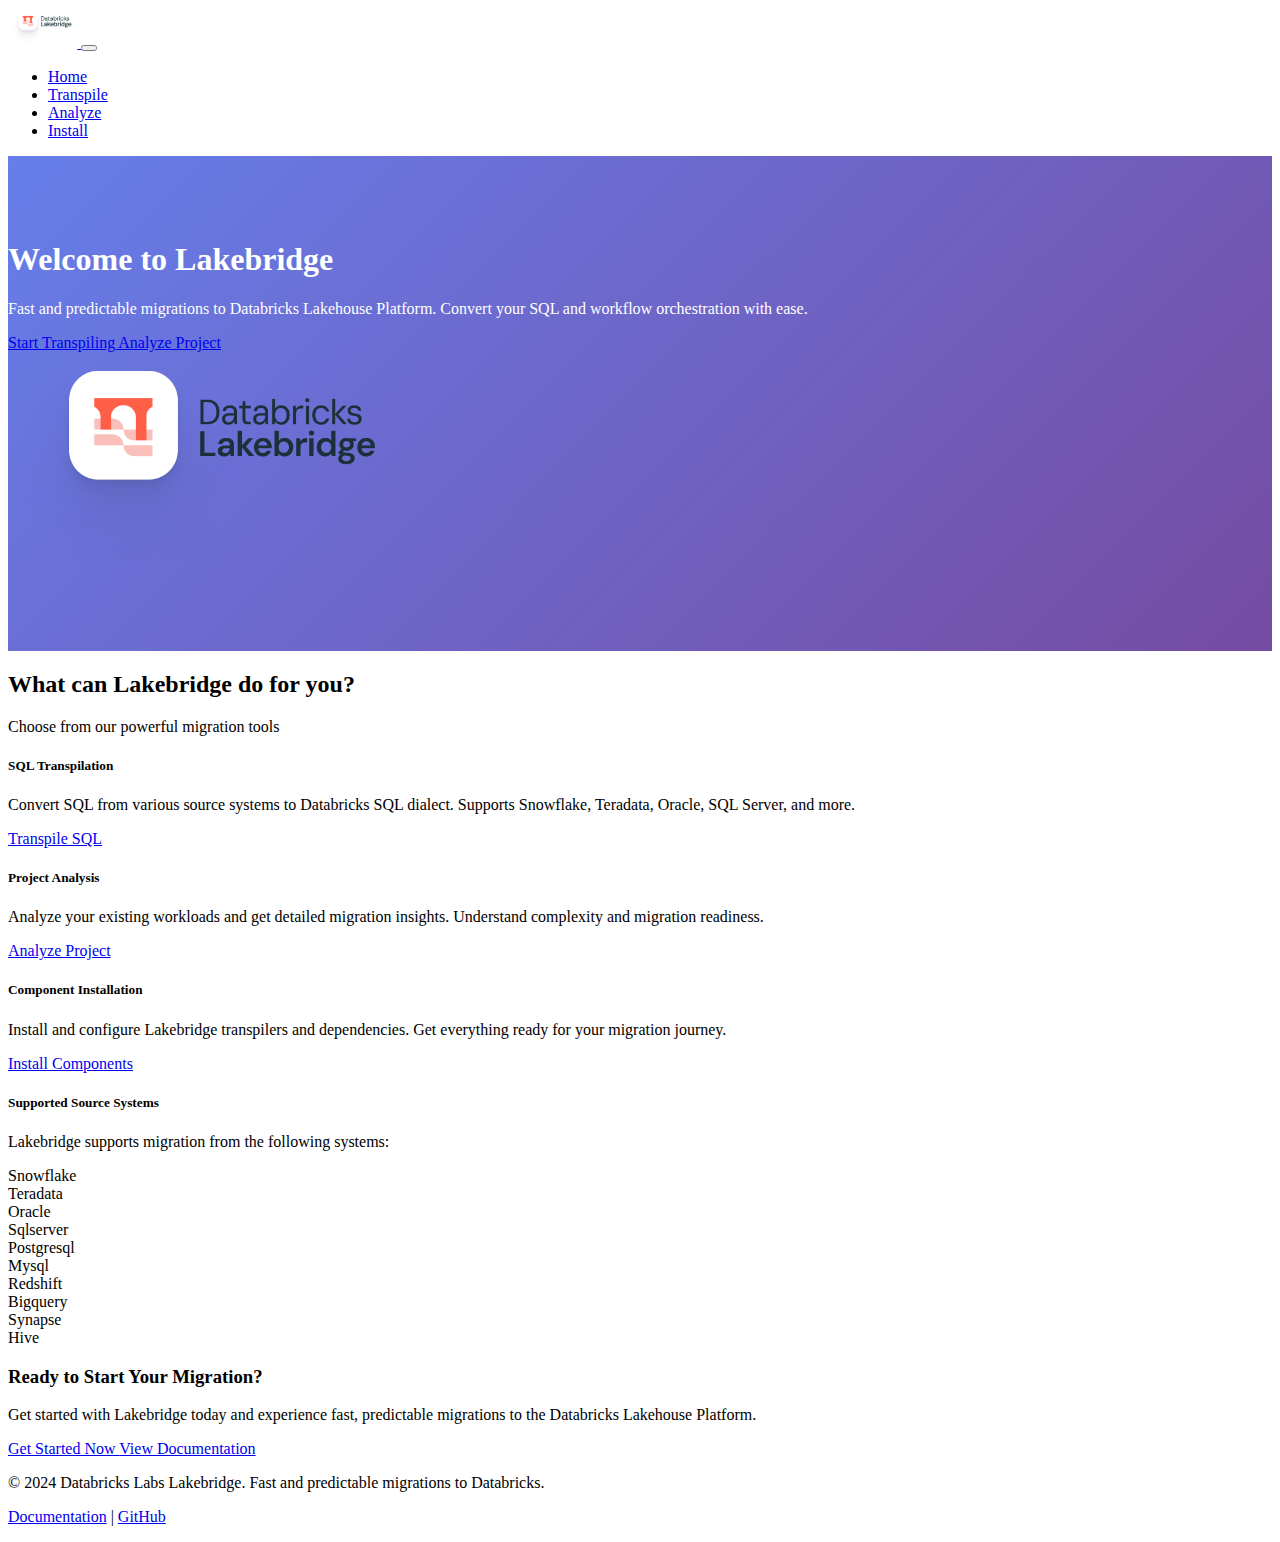 Databricks
Lakebridge
Home
Transpile
Analyze
Install
Welcome to Lakebridge
Fast and predictable migrations to Databricks Lakehouse Platform. Convert your SQL and workflow orchestration with ease.
Start Transpiling Analyze Project
Databricks
Lakebridge
What can Lakebridge do for you?
Choose from our powerful migration tools
SQL Transpilation
Convert SQL from various source systems to Databricks SQL dialect. Supports Snowflake, Teradata, Oracle, SQL Server, and more.
Transpile SQL
Project Analysis
Analyze your existing workloads and get detailed migration insights. Understand complexity and migration readiness.
Analyze Project
Component Installation
Install and configure Lakebridge transpilers and dependencies. Get everything ready for your migration journey.
Install Components
Supported Source Systems
Lakebridge supports migration from the following systems:
Snowflake
Teradata
Oracle
Sqlserver
Postgresql
Mysql
Redshift
Bigquery
Synapse
Hive
Ready to Start Your Migration?
Get started with Lakebridge today and experience fast, predictable migrations to the Databricks Lakehouse Platform.
Get Started Now View Documentation
© 2024 Databricks Labs Lakebridge. Fast and predictable migrations to Databricks.
Documentation | GitHub